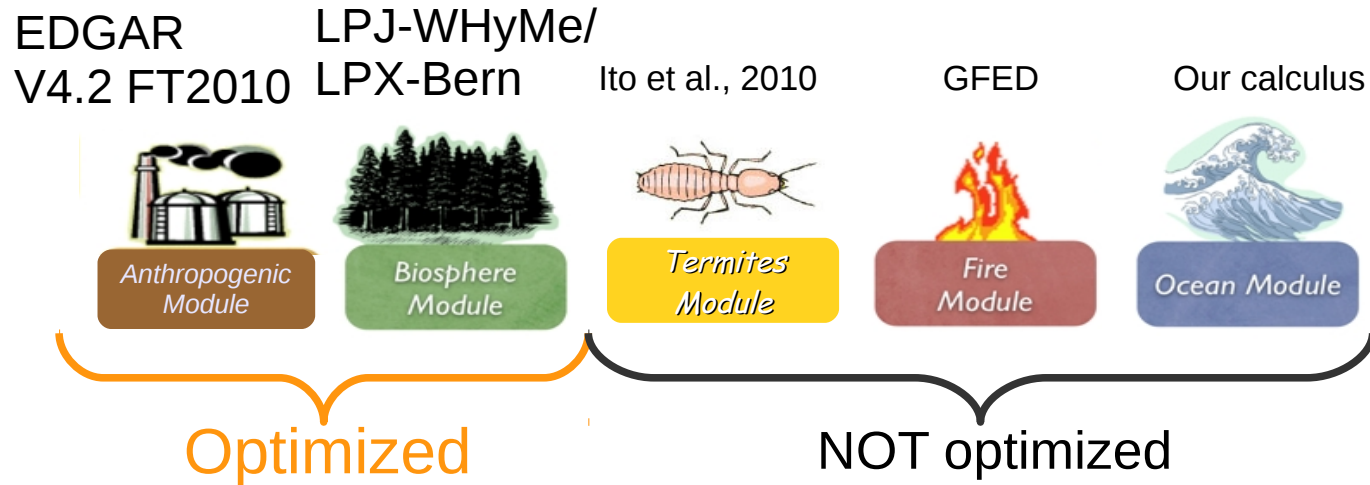 EDGAR
V4.2 FT2010
LPJ-WHyMe/
LPX-Bern
Ito et al., 2010
GFED
Our calculus
Anthropogenic
Module
Biosphere
Module
Termites
Module
Fire
Module
Ocean Module
Optimized
NOT optimized